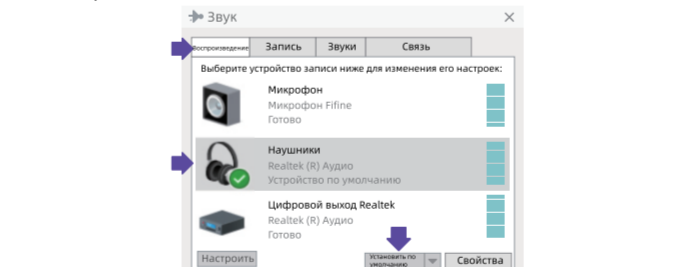 Звук
Воспроизведение Запись Звуки Связь
Выберите устройство записи ниже для изменения его настроек:
Микрофон
Микрофон Fifine
Готово
Наушники
Realtek (R) Аудио
Устройство по умолчанию
Цифровой выход Realtek
Realtek (R) Аудио
Готово
Настроить Установить по умолчанию Свойства